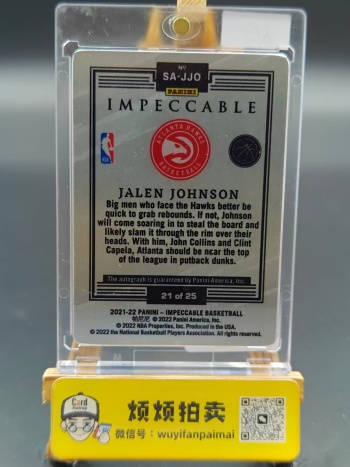 Nº
SA-JJO
PANINI
IMPECCABLE
ATLANTA HAWKS
BASKETBALL
NBA
JALEN JOHNSON
Big men who face the Hawks better be
quick to grab rebounds. If not, Johnson
will come soaring in to steal the board and
likely slam it through the rim over their
heads. With him, John Collins and Clint
Capela, Atlanta should be near the top
of the league in putback dunks.
The autograph is guaranteed by Panini America, Inc.
21 of 25
2021-22 PANINI – IMPECCABLE BASKETBALL
帕尼尼 © 2022 Panini America, Inc.
© 2022 NBA Properties, Inc. Produced in the USA.
© 2022 the National Basketball Players Association. All rights reserved.
Card
Hobby
烦烦拍卖
微信号：wuyifanpaimai